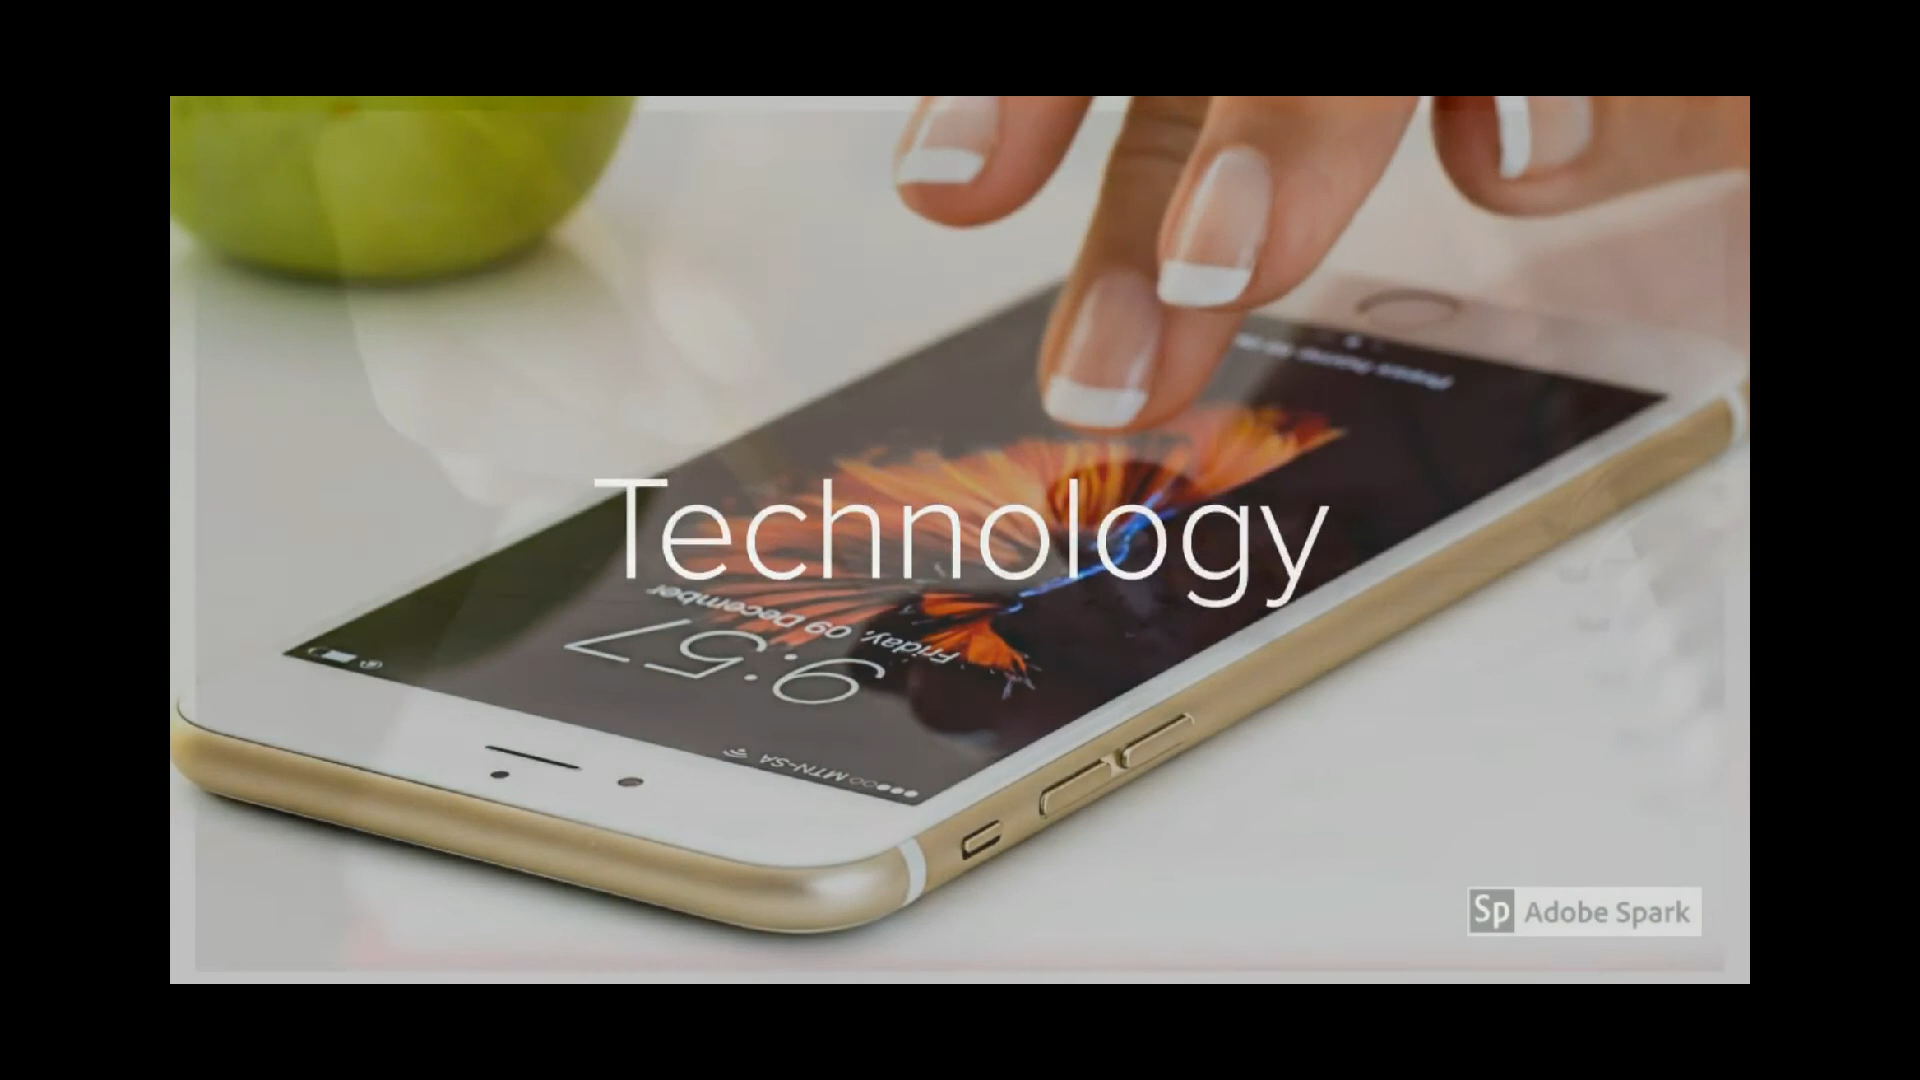 Technology
Friday, 09 December
9:57
MTN-SA
Sp Adobe Spark